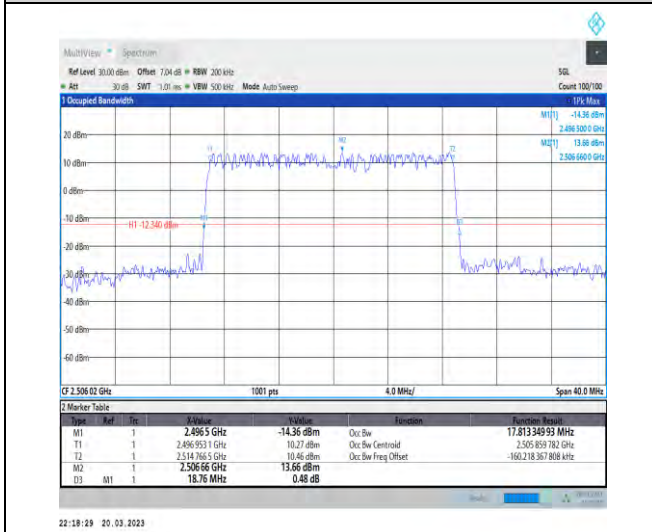 MultiView Spectrum
Ref Level 30.00 dBm Offset 7.04 dB RBW 200 kHz SGL
Att 30 dB SWT 1.01 ms VBW 500 kHz Mode Auto Sweep Count 100/100
1 Occupied Bandwidth 1Pk Max
M1[1] -14.36 dBm
2.496 500 0 GHz
20 dBm
M2[1] 13.66 dBm
2.506 660 0 GHz
T1 M2 T2
10 dBm
0 dBm
-10 dBm
H1 -12.340 dBm
-20 dBm
-30 dBm
-40 dBm
-50 dBm
-60 dBm
CF 2.506 02 GHz 1001 pts 4.0 MHz/ Span 40.0 MHz
2 Marker Table
Type Ref Trc X-Value Y-Value Function Function Result
M1 1 2.496 5 GHz -14.36 dBm Occ Bw 17.813 349 93 MHz
T1 1 2.496 953 1 GHz 10.27 dBm Occ Bw Centroid 2.505 859 782 GHz
T2 1 2.514 766 5 GHz 10.46 dBm Occ Bw Freq Offset -160.218 367 808 kHz
M2 1 2.506 66 GHz 13.66 dBm
D3 M1 1 18.76 MHz 0.48 dB
22:18:29 20.03.2023